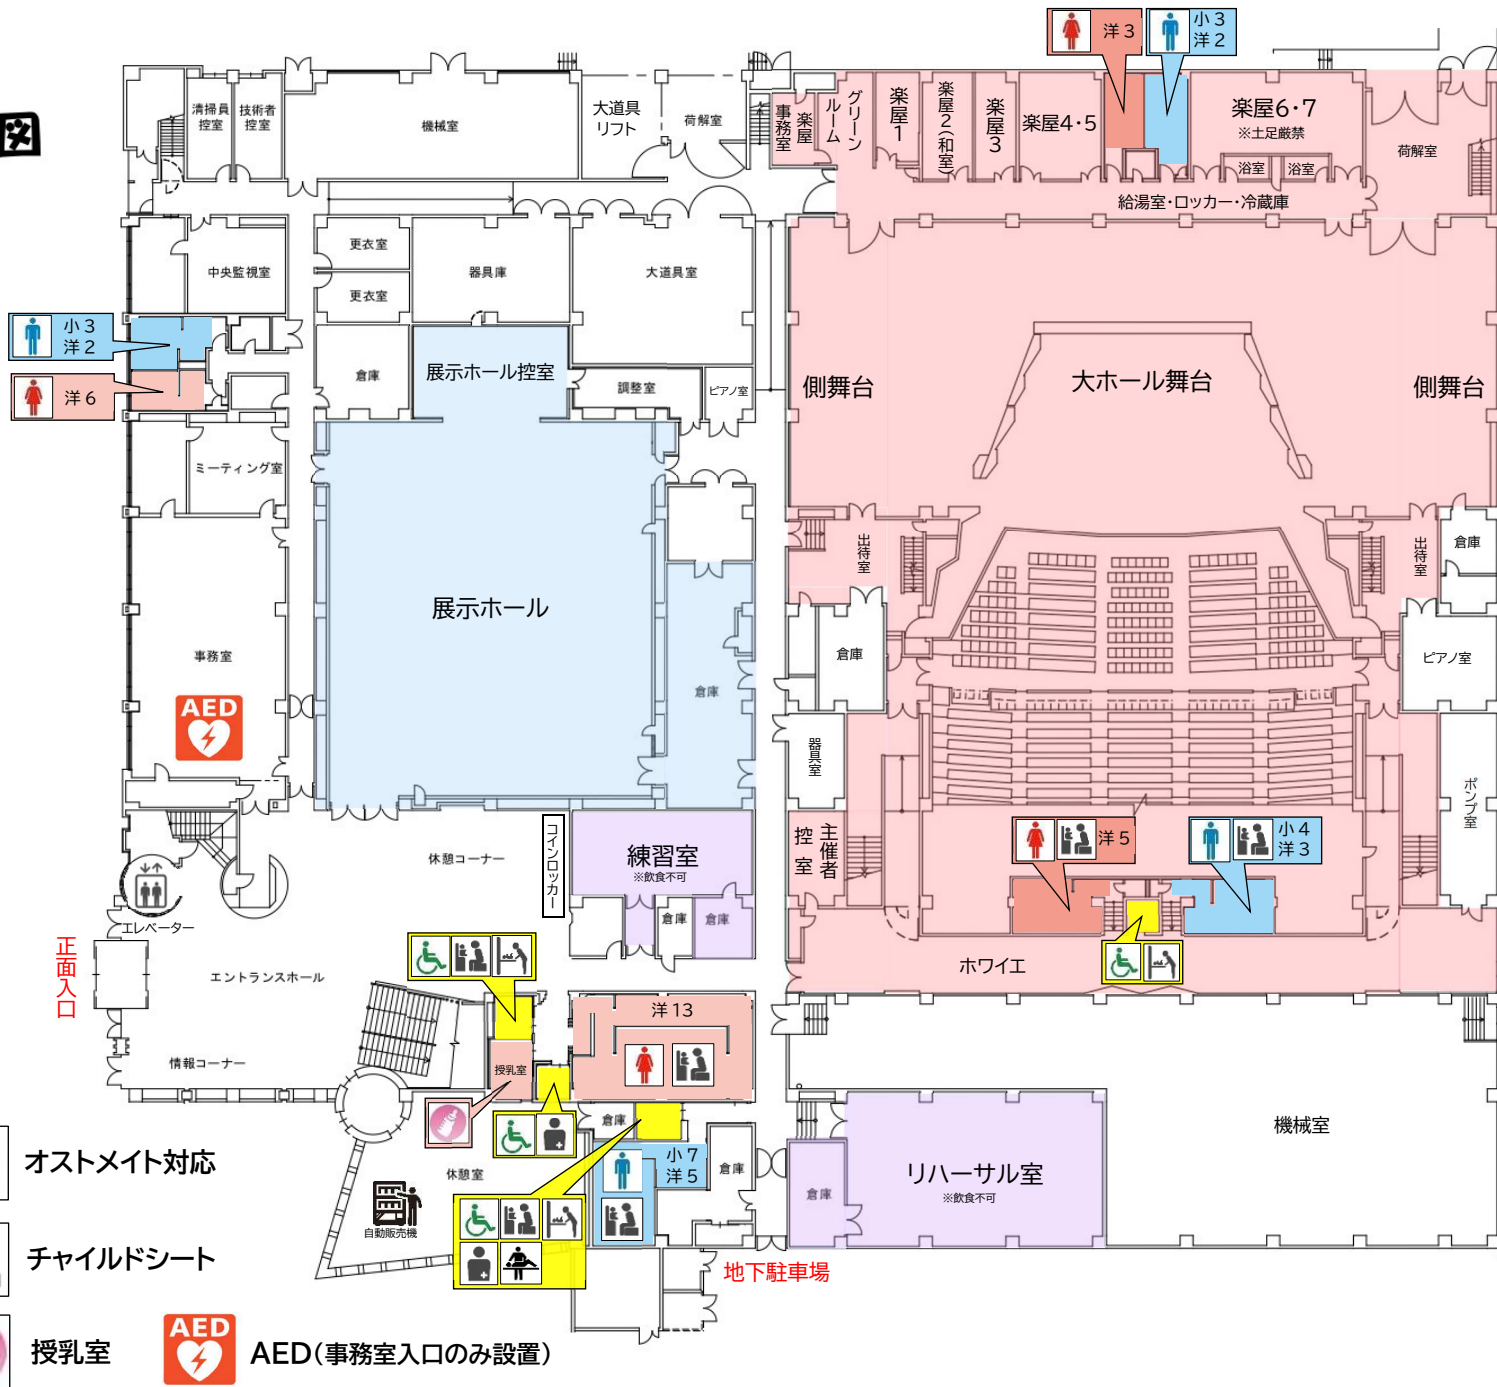 図
洋3
小3
洋2
清掃員
控室
技術者
控室
機械室
大道具
リフト
荷解室
事務室
楽屋
グリーン
ルーム
楽屋1
楽屋2(和室)
楽屋3
楽屋4・5
楽屋6・7
※土足厳禁
浴室
浴室
荷解室
給湯室・ロッカー・冷蔵庫
中央監視室
更衣室
更衣室
器具庫
大道具室
小3
洋2
洋6
倉庫
展示ホール控室
調整室
ピアノ室
側舞台
大ホール舞台
側舞台
ミーティング室
出待室
出待室
倉庫
展示ホール
事務室
倉庫
倉庫
ピアノ室
AED
器具室
ポンプ室
休憩コーナー
コインロッカー
練習室
※飲食不可
主催者
控室
洋5
小4
洋3
エレベーター
倉庫
倉庫
正面入口
エントランスホール
ホワイエ
情報コーナー
洋13
授乳室
倉庫
小7
洋5
倉庫
休憩室
自動販売機
倉庫
リハーサル室
※飲食不可
機械室
地下駐車場
オストメイト対応
チャイルドシート
授乳室
AED
AED(事務室入口のみ設置)